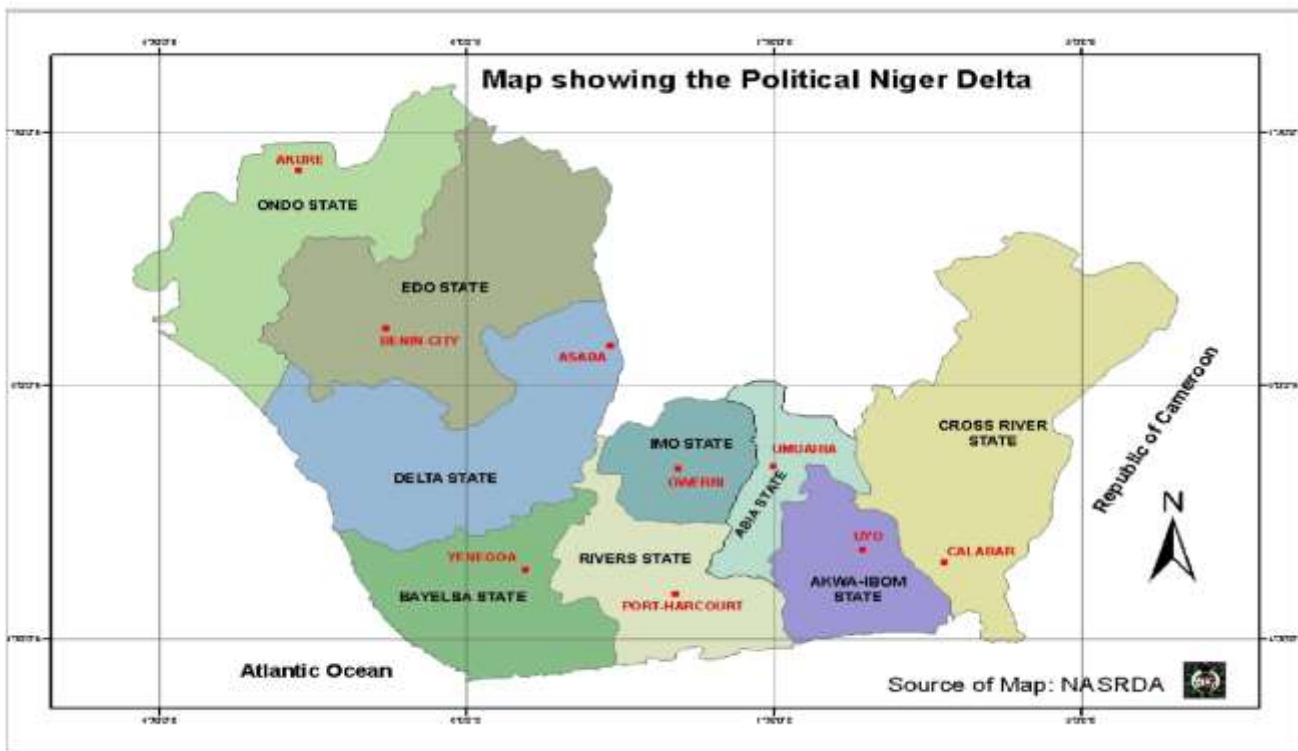 Map showing the Political Niger Delta
AKURE
ONDO STATE
EDO STATE
BENIN CITY
ASABA
DELTA STATE
IMO STATE
OWERRI
UMUAHIA
ABIA STATE
CROSS RIVER
STATE
Republic of Cameroon
N
YENEGOA
BAYELSA STATE
RIVERS STATE
PORT-HARCOURT
UYO
AKWA-IBOM
STATE
CALABAR
Atlantic Ocean
Source of Map: NASRDA